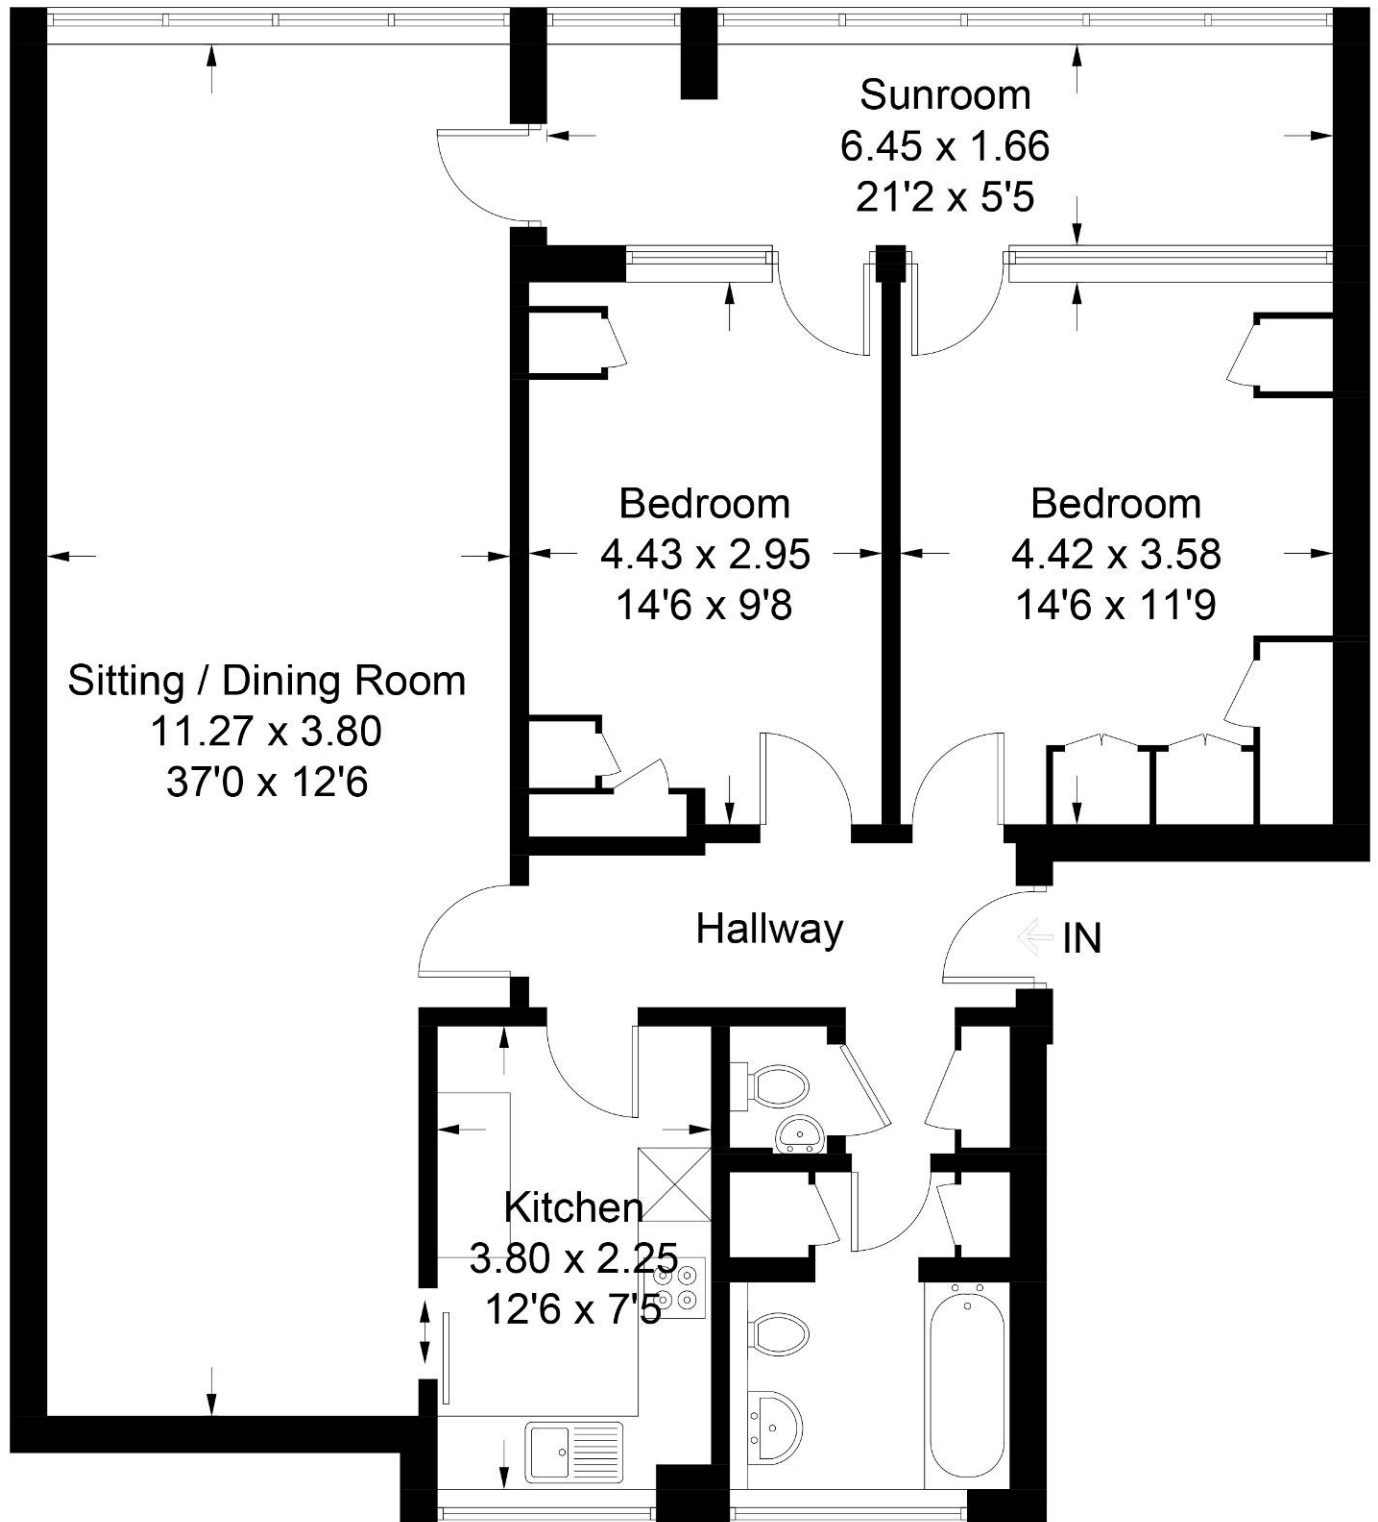 Sunroom
6.45 x 1.66
21'2 x 5'5
Bedroom
4.43 x 2.95
14'6 x 9'8
Bedroom
4.42 x 3.58
14'6 x 11'9
Sitting / Dining Room
11.27 x 3.80
37'0 x 12'6
Hallway
IN
Kitchen
3.80 x 2.25
12'6 x 7'5